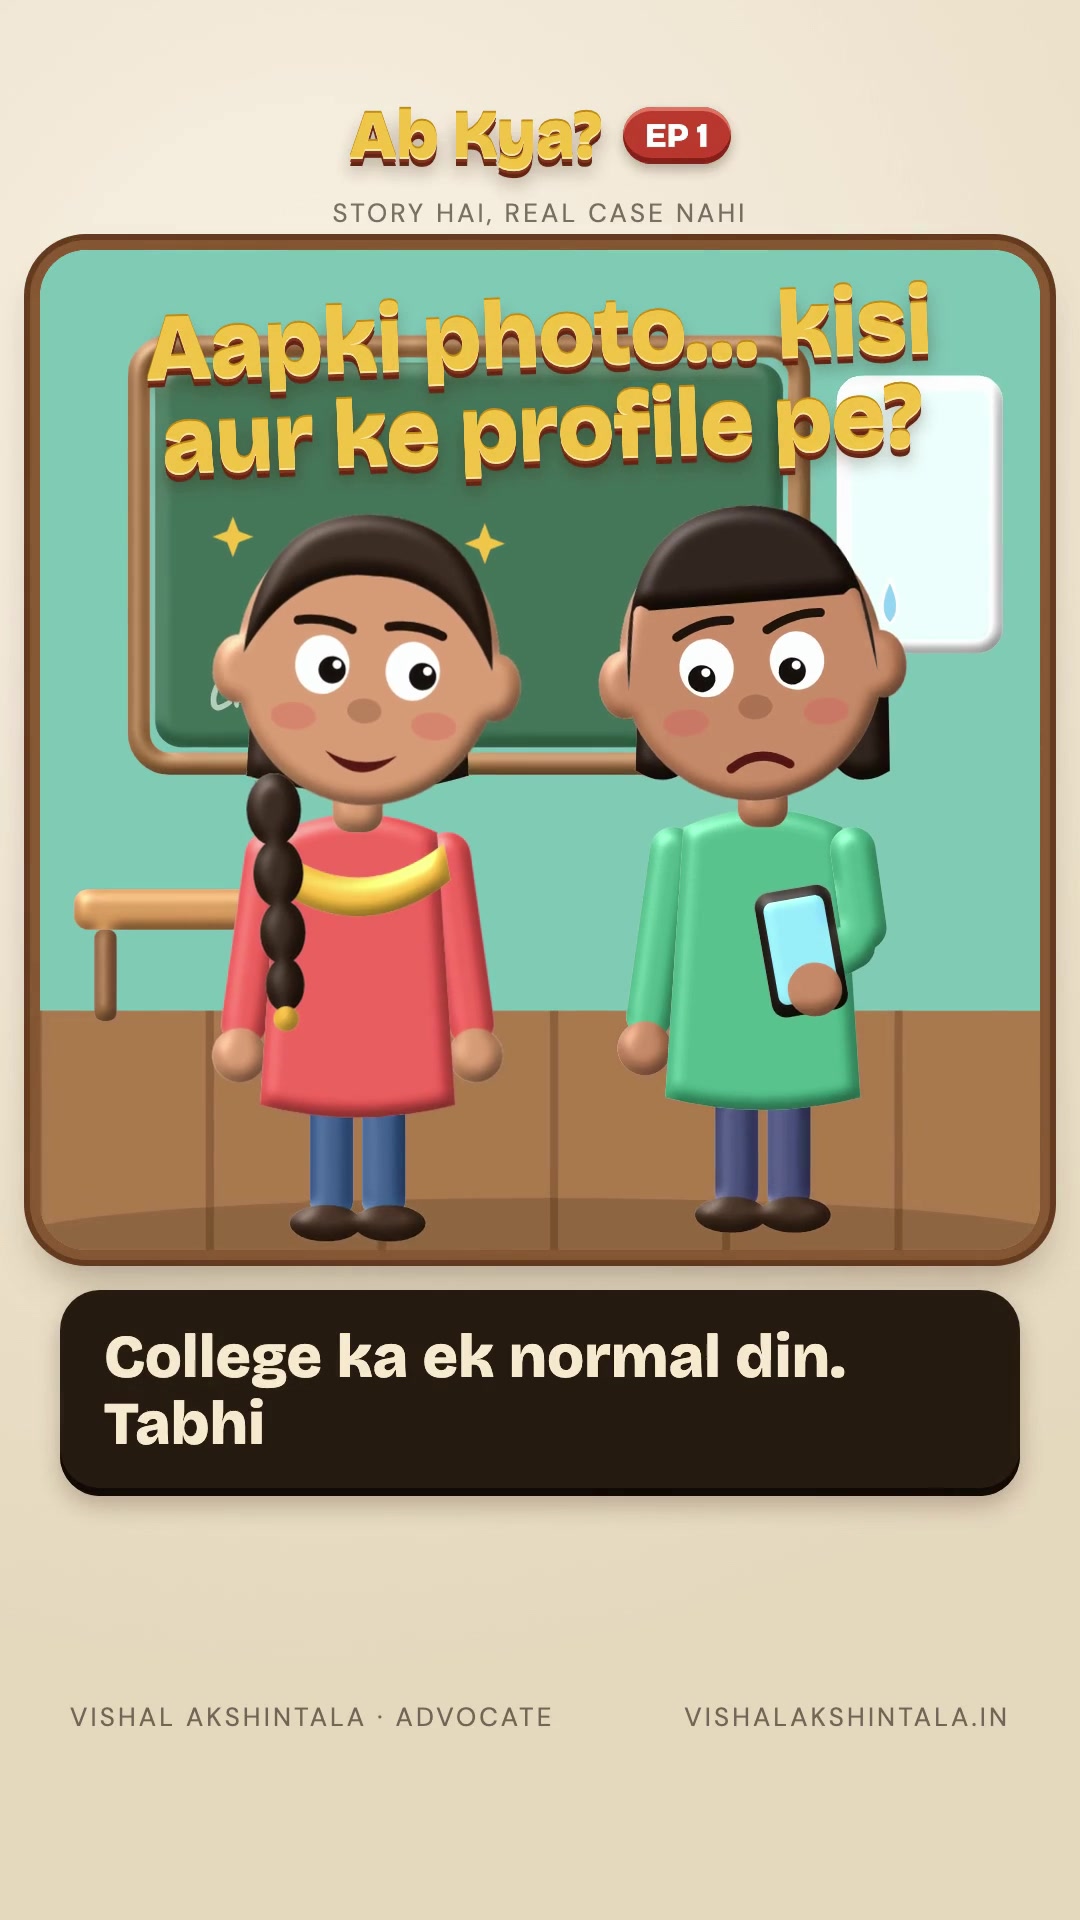 Ab Kya? EP 1
STORY HAI, REAL CASE NAHI
Aapki photo... kisi
aur ke profile pe?
College ka ek normal din.
Tabhi
VISHAL AKSHINTALA · ADVOCATE
VISHALAKSHINTALA.IN